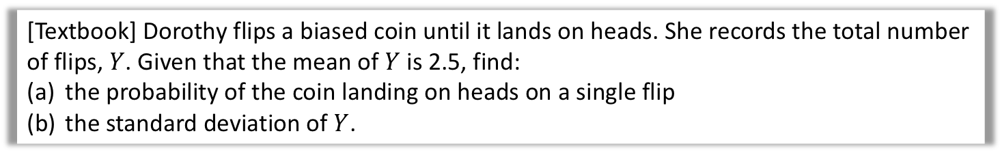 [Textbook] Dorothy flips a biased coin until it lands on heads. She records the total number
of flips, Y. Given that the mean of Y is 2.5, find:
(a) the probability of the coin landing on heads on a single flip
(b) the standard deviation of Y.